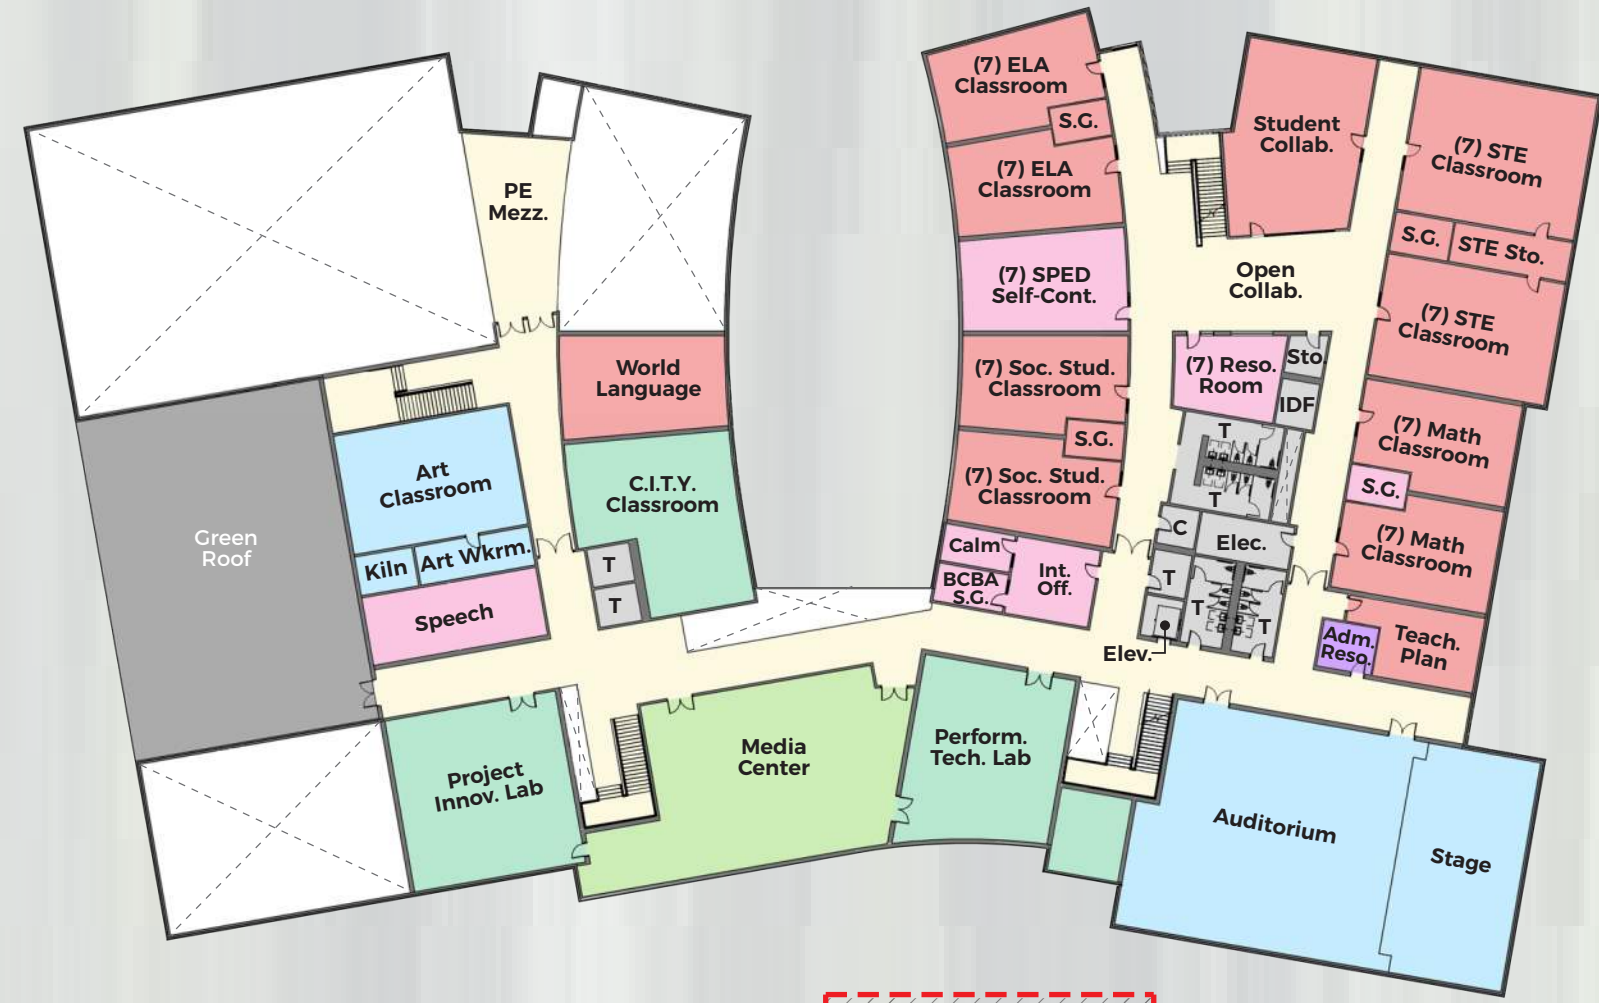 (7) ELA
Classroom
S.G.
(7) ELA
Classroom
(7) SPED
Self-Cont.
(7) Soc. Stud.
Classroom
S.G.
(7) Soc. Stud.
Classroom
Calm
BCBA
S.G.
Int.
Off.
Student
Collab.
Open
Collab.
(7) STE
Classroom
S.G.
STE Sto.
(7) STE
Classroom
(7) Reso.
Room
Sto.
IDF
T
T
C
Elec.
T
T
T
Elev.
(7) Math
Classroom
S.G.
(7) Math
Classroom
Adm.
Reso.
Teach.
Plan
PE
Mezz.
World
Language
C.I.T.Y.
Classroom
T
T
Art
Classroom
Kiln
Art Wkrm.
Speech
Green
Roof
Project
Innov. Lab
Media
Center
Perform.
Tech. Lab
Auditorium
Stage